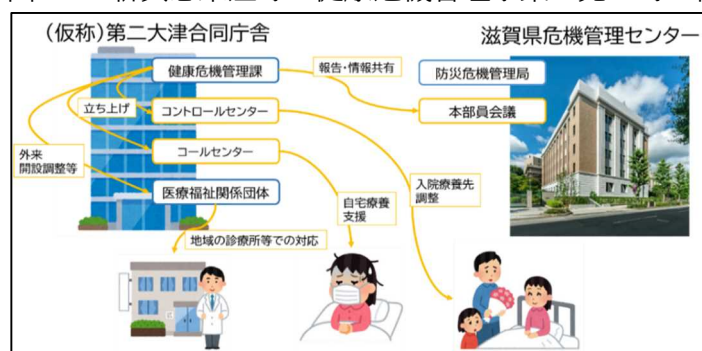 （仮称）第二大津合同庁舎
滋賀県危機管理センター
健康危機管理課
報告・情報共有
防災危機管理局
立ち上げ
コントロールセンター
本部員会議
外来
開設調整等
コールセンター
医療福祉関係団体
自宅療養
支援
入院療養先
調整
地域の診療所等での対応